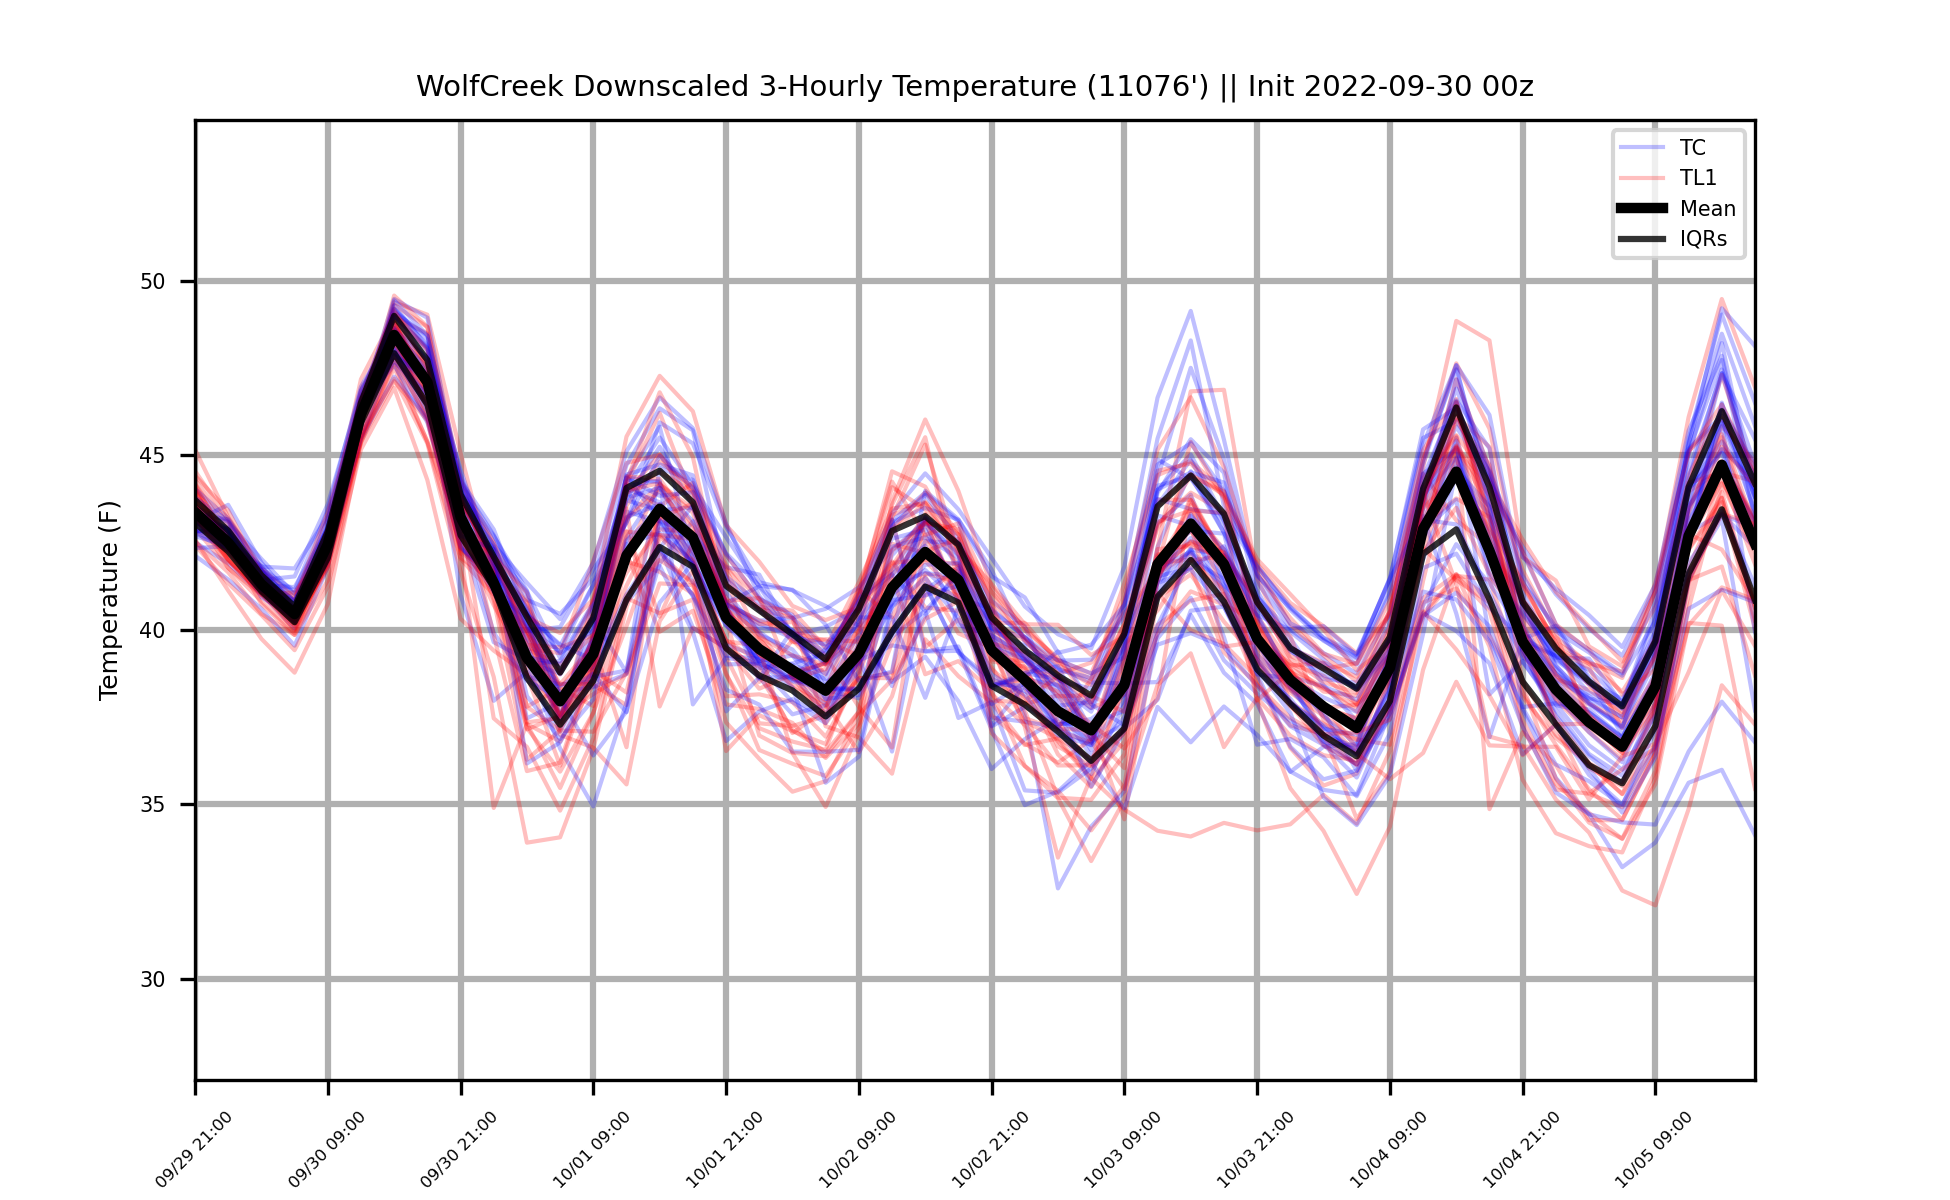 WolfCreek Downscaled 3-Hourly Temperature (11076') || Init 2022-09-30 00z
TC
TL1
Mean
IQRs
Temperature (F)
50
45
40
35
30
09/29 21:00
09/30 09:00
09/30 21:00
10/01 09:00
10/01 21:00
10/02 09:00
10/02 21:00
10/03 09:00
10/03 21:00
10/04 09:00
10/04 21:00
10/05 09:00